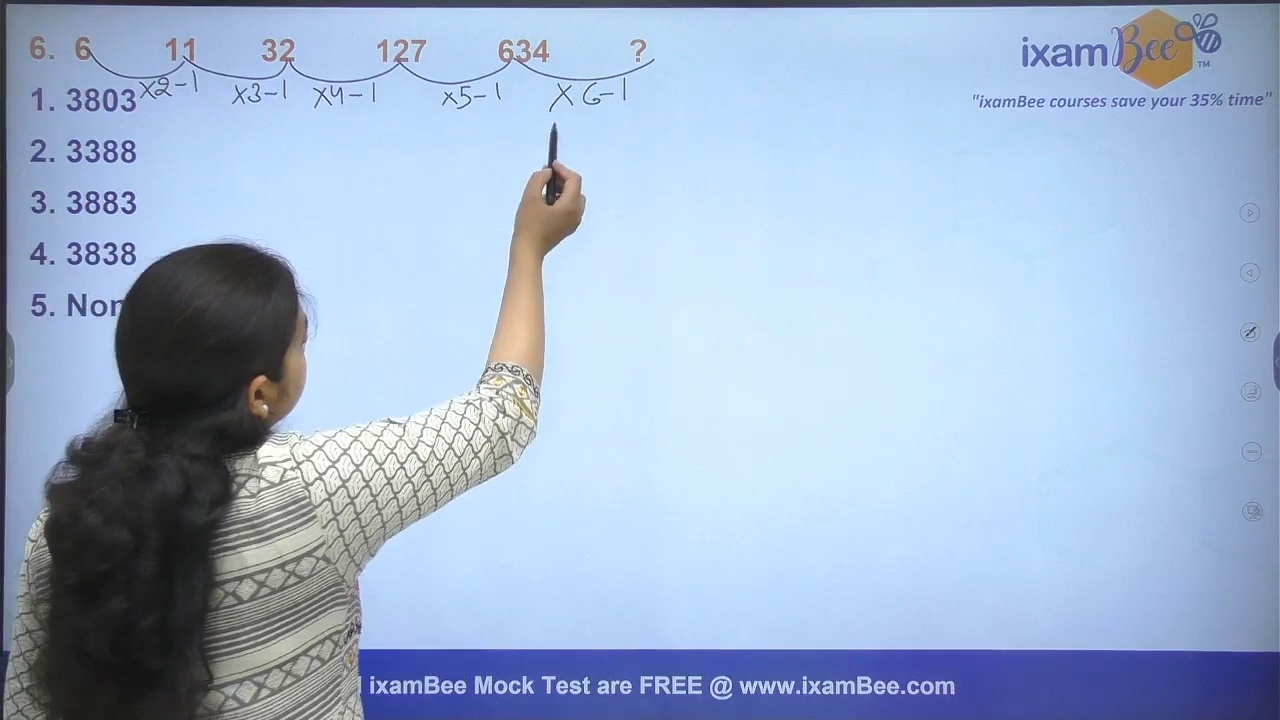 6. 6 11 32 127 634 ?
×2-1 ×3-1 ×4-1 ×5-1 ×6-1
1. 3803
2. 3388
3. 3883
4. 3838
5.
ixamBee TM
"ixamBee courses save your 35% time"
ixamBee Mock Test are FREE @ www.ixamBee.com